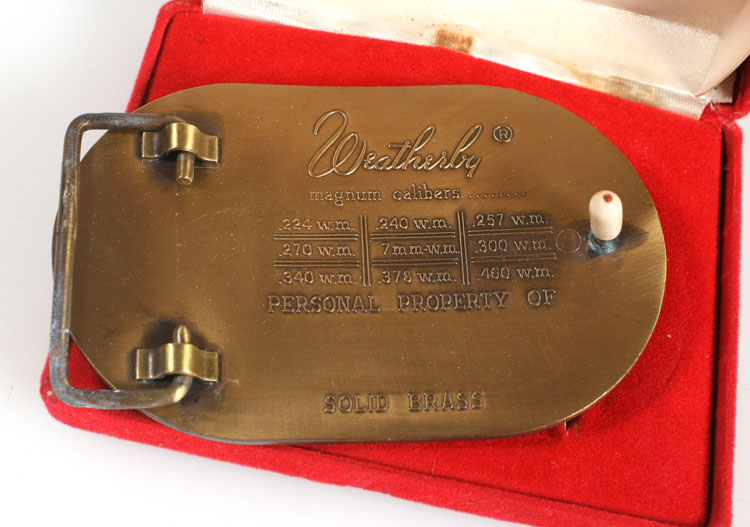 Weatherby ®
magnum calibers ........
.224 w.m. .240 w.m. .257 w.m.
.270 w.m. 7mm-w.m. .300 w.m.
.340 w.m. .378 w.m. .460 w.m.
PERSONAL PROPERTY OF
SOLID BRASS